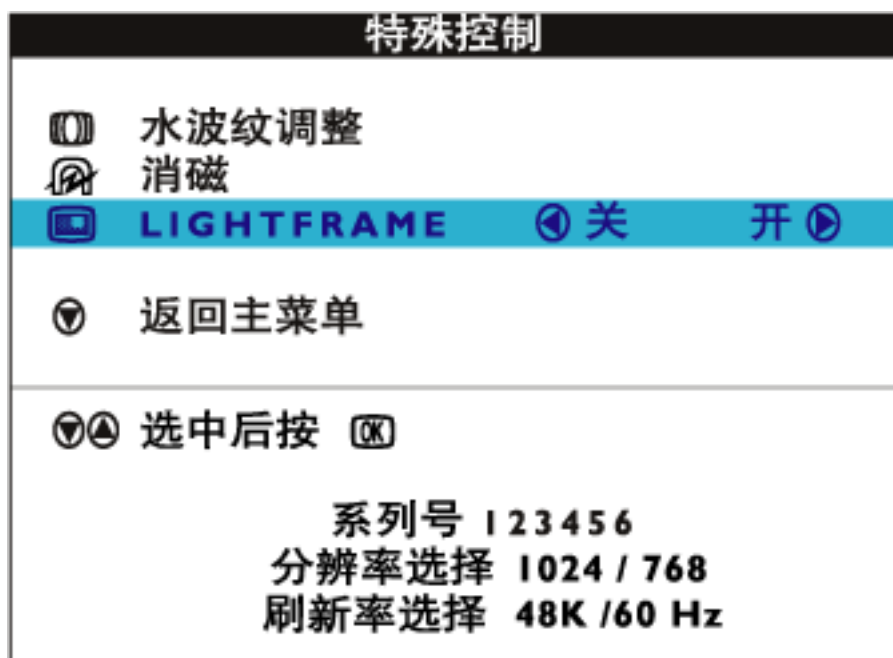 特殊控制
水波纹调整
消磁
LIGHTFRAME 关 开
返回主菜单
选中后按 OK
系列号 123456
分辨率选择 1024 / 768
刷新率选择 48K /60 Hz